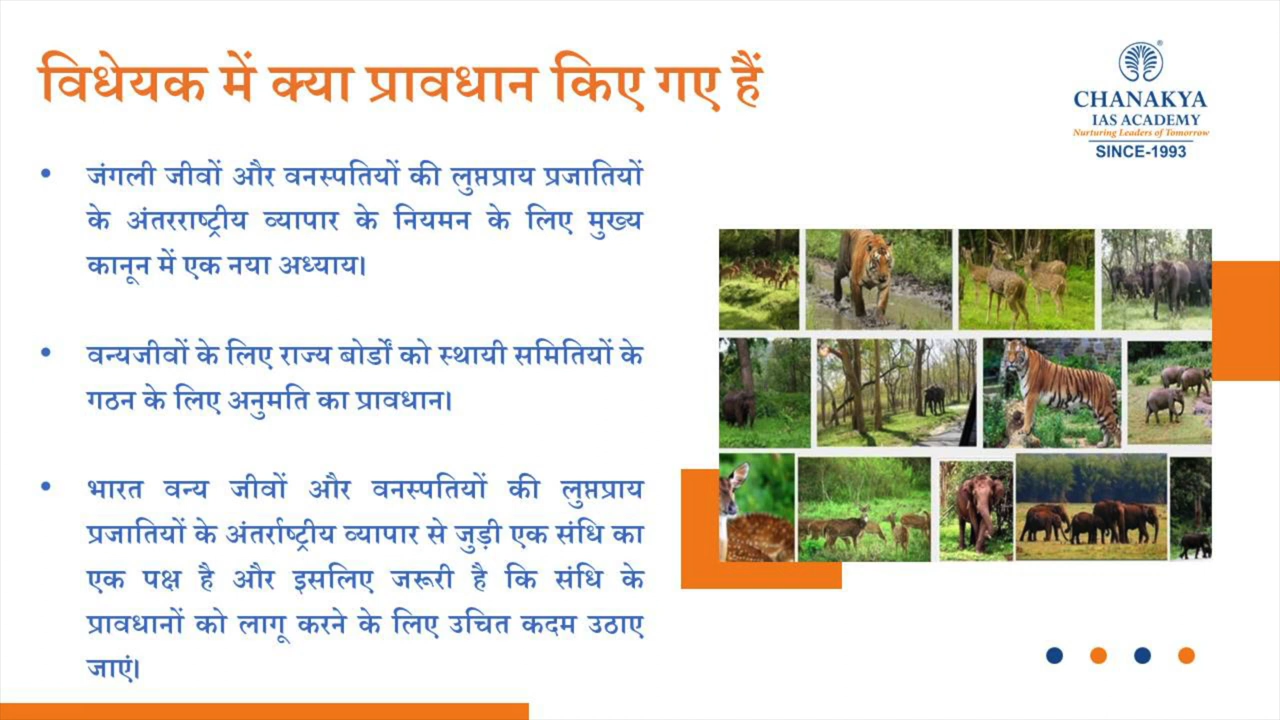 विधेयक में क्या प्रावधान किए गए हैं
CHANAKYA
IAS ACADEMY
Nurturing Leaders of Tomorrow
SINCE-1993
• जंगली जीवों और वनस्पतियों की लुप्तप्राय प्रजातियों
के अंतरराष्ट्रीय व्यापार के नियमन के लिए मुख्य
कानून में एक नया अध्याय।
• वन्यजीवों के लिए राज्य बोर्डों को स्थायी समितियों के
गठन के लिए अनुमति का प्रावधान।
• भारत वन्य जीवों और वनस्पतियों की लुप्तप्राय
प्रजातियों के अंतर्राष्ट्रीय व्यापार से जुड़ी एक संधि का
एक पक्ष है और इसलिए जरूरी है कि संधि के
प्रावधानों को लागू करने के लिए उचित कदम उठाए
जाएं।